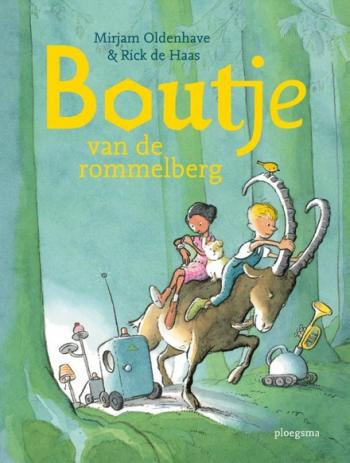 Mirjam Oldenhave
& Rick de Haas
Boutje
van de
rommelberg
ploegsma